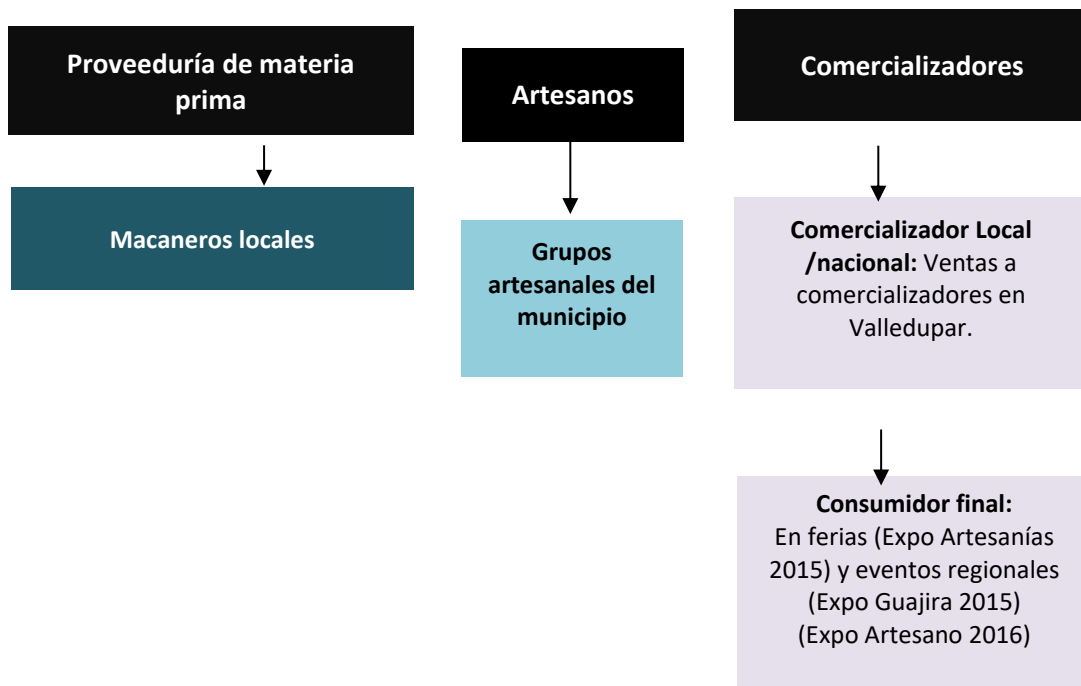 Proveeduría de materia
prima
Macaneros locales
Artesanos
Grupos
artesanales del
municipio
Comercializadores
Comercializador Local
/nacional: Ventas a
comercializadores en
Valledupar.
Consumidor final:
En ferias (Expo Artesanías
2015) y eventos regionales
(Expo Guajira 2015)
(Expo Artesano 2016)